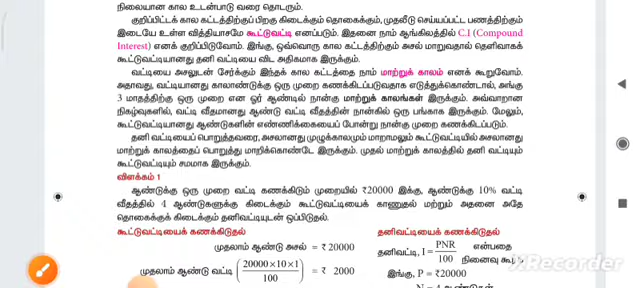 நிலையான கால உடன்பாடு வரை தொடரும்.
குறிப்பிட்டக் கால கட்டத்திற்குப் பிறகு கிடைக்கும் தொகைக்கும், முதலீடு செய்யப்பட்ட பணத்திற்கும்
இடையே உள்ள வித்தியாசமே கூட்டுவட்டி எனப்படும். இதனை நாம் ஆங்கிலத்தில் C.I (Compound
Interest) எனக் குறிப்பிடுவோம். இங்கு, ஒவ்வொரு கால கட்டத்திற்கும் அசல் மாறுவதால் தெளிவாகக்
கூட்டுவட்டியானது தனி வட்டியை விட அதிகமாக இருக்கும்.
வட்டியை அசலுடன் சேர்க்கும் இந்தக் கால கட்டத்தை நாம் மாற்றுக் காலம் எனக் கூறுவோம்.
அதாவது, வட்டியானது காலாண்டுக்கு ஒரு முறை கணக்கிடப்படுவதாக எடுத்துக்கொண்டால், அங்கு
3 மாதத்திற்கு ஒரு முறை என ஓர் ஆண்டில் நான்கு மாற்றுக் காலங்கள் இருக்கும். அவ்வாறான
நிகழ்வுகளில், வட்டி வீதமானது ஆண்டு வட்டி வீதத்தின் நான்கில் ஒரு பங்காக இருக்கும். மேலும்,
கூட்டுவட்டியானது ஆண்டுகளின் எண்ணிக்கையைப் போன்று நான்கு முறை கணக்கிடப்படும்.
தனி வட்டியைப் பொறுத்தவரை, அசலானது முழுக்காலமும் மாறாமலும் கூட்டுவட்டியில் அசலானது
மாற்றுக் காலத்தைப் பொறுத்து மாறிக்கொண்டே இருக்கும். முதல் மாற்றுக் காலத்தில் தனி வட்டியும்
கூட்டுவட்டியும் சமமாக இருக்கும்.
விளக்கம் 1
ஆண்டுக்கு ஒரு முறை வட்டி கணக்கிடும் முறையில் ₹20000 இக்கு, ஆண்டுக்கு 10% வட்டி
வீதத்தில் 4 ஆண்டுகளுக்கு கிடைக்கும் கூட்டுவட்டியைக் காணுதல் மற்றும் அதனை அதே
தொகைக்குக் கிடைக்கும் தனிவட்டியுடன் ஒப்பிடுதல்.
கூட்டுவட்டியைக் கணக்கிடுதல் தனிவட்டியைக் கணக்கிடுதல்
முதலாம் ஆண்டு அசல் = ₹ 20000 தனிவட்டி, I = PNR/100 என்பதை
நினைவு கூர
முதலாம் ஆண்டு வட்டி (20000×10×1/100) = ₹ 2000 இங்கு, P = ₹20000
N = 4 ஆண்டுகள்
XRecorder